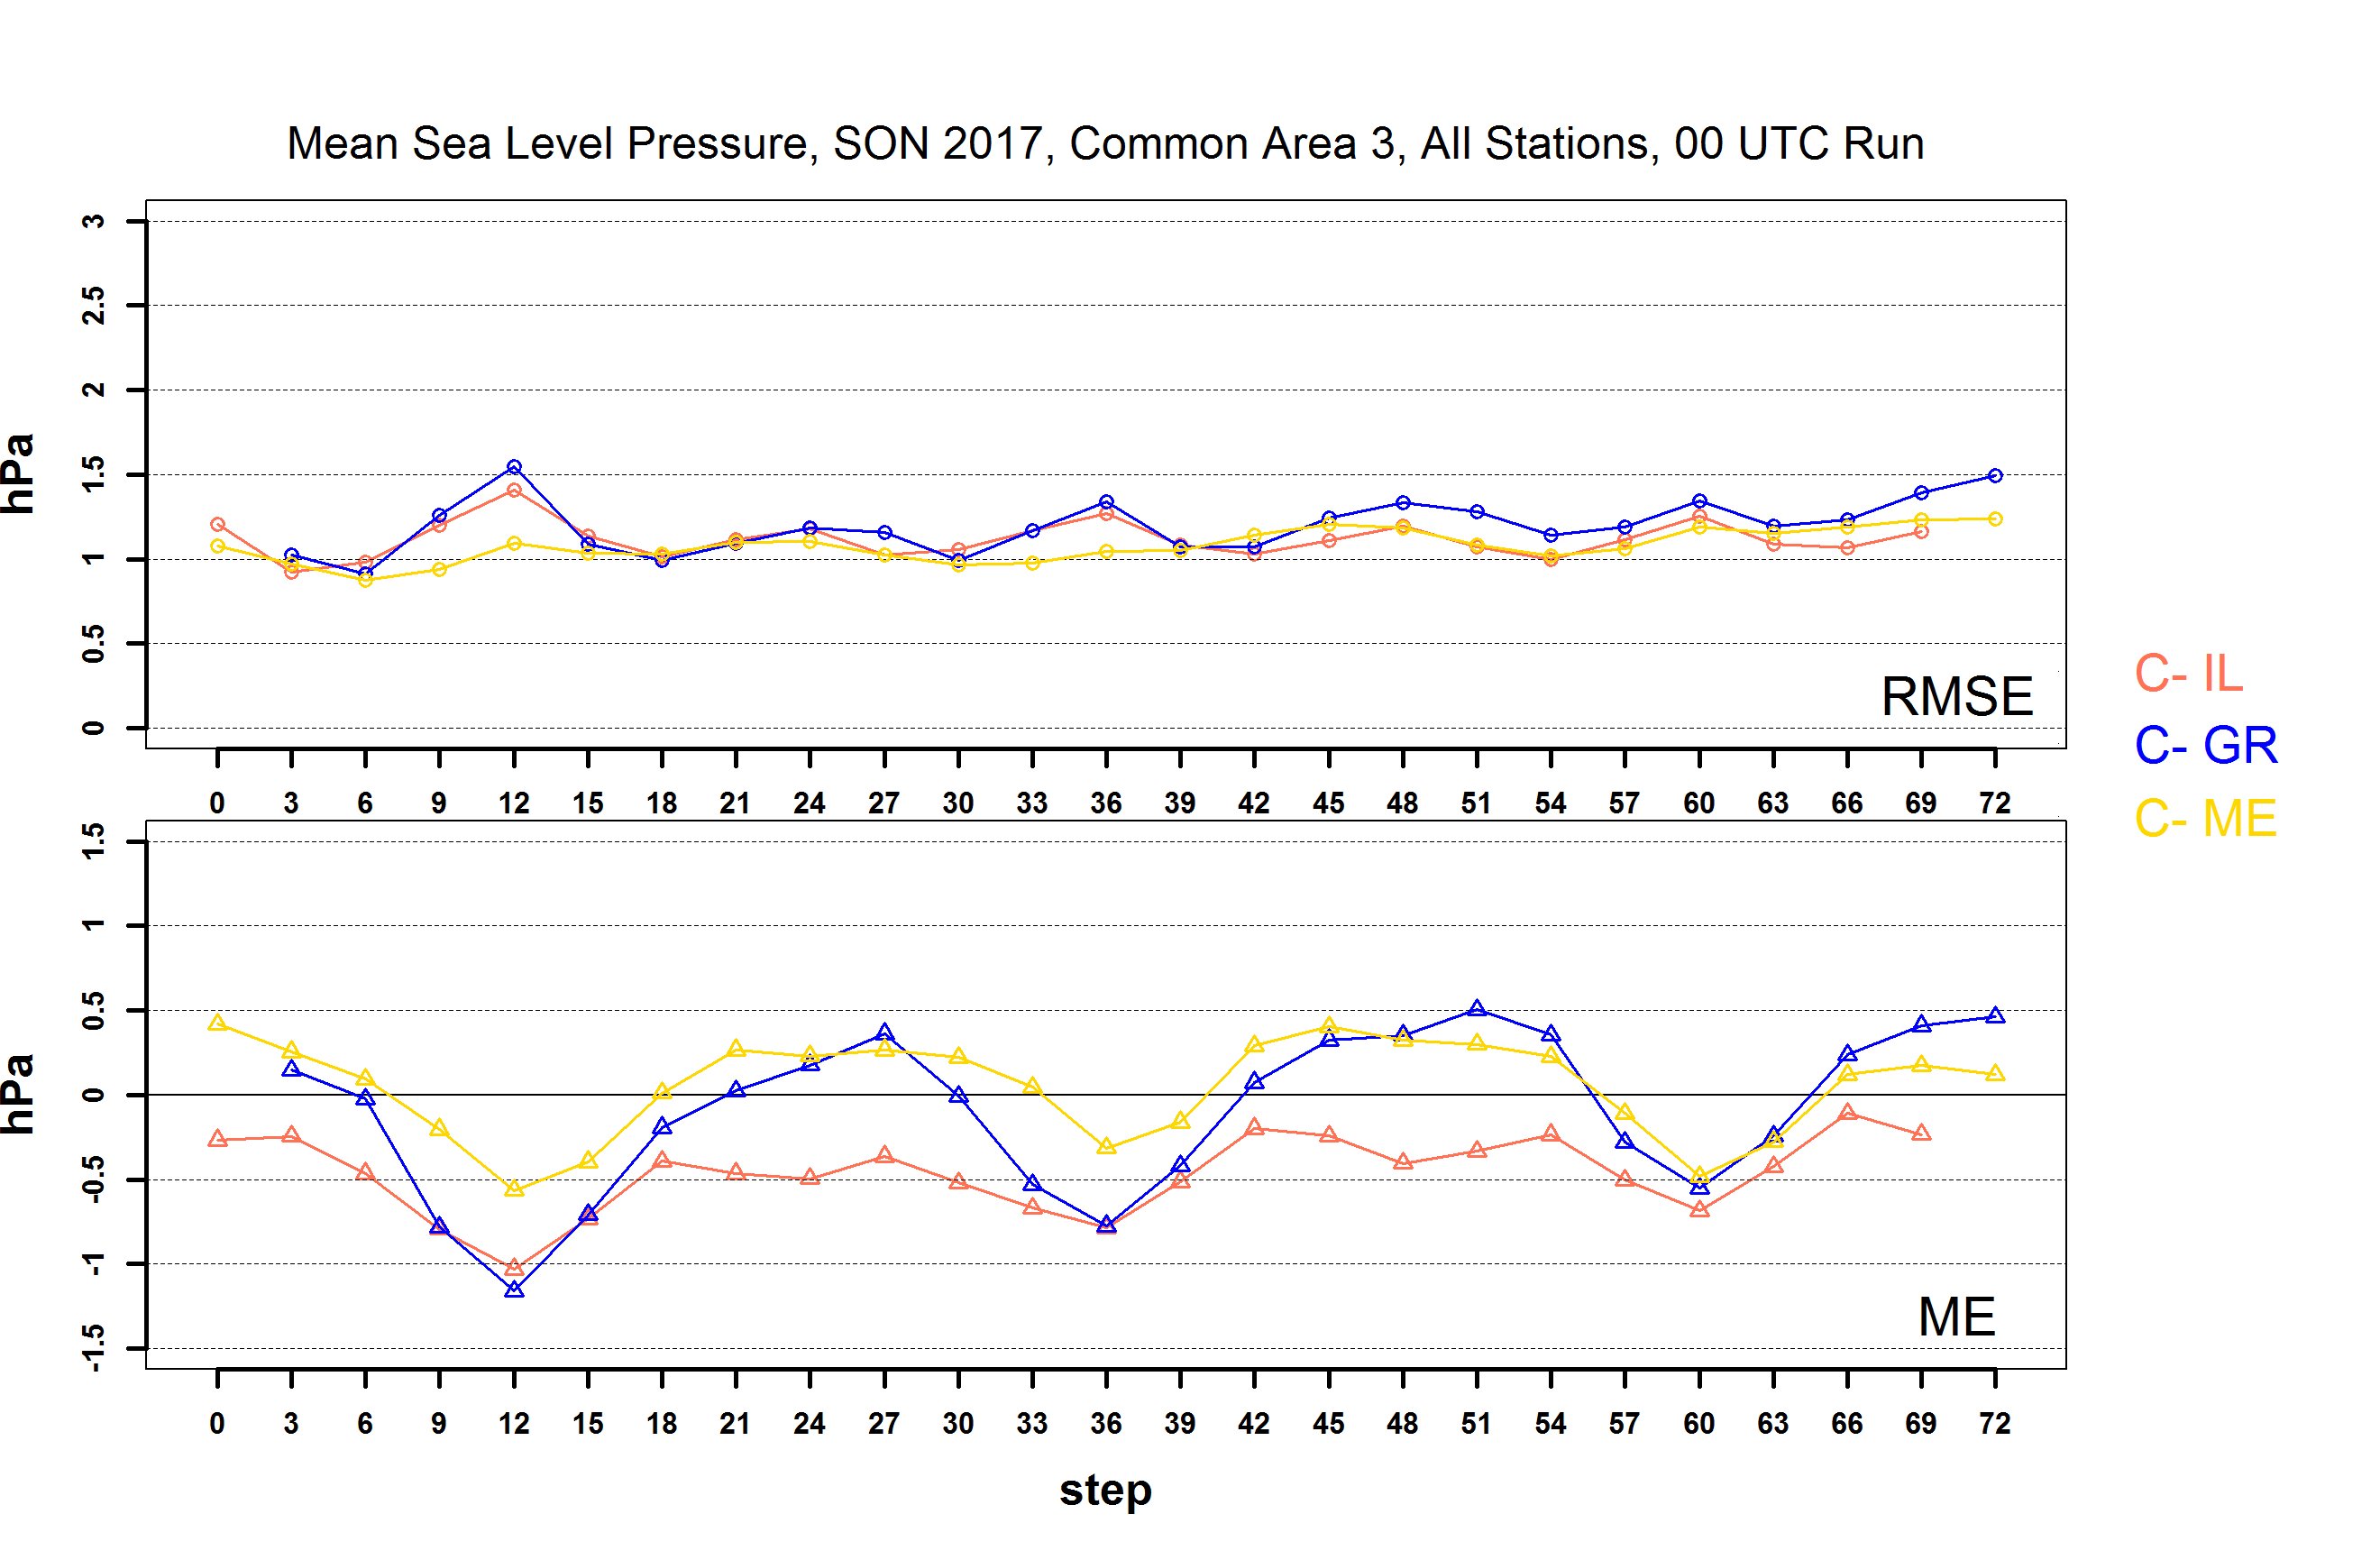 Mean Sea Level Pressure, SON 2017, Common Area 3, All Stations, 00 UTC Run
hPa
3
2.5
2
1.5
1
0.5
0
RMSE
0 3 6 9 12 15 18 21 24 27 30 33 36 39 42 45 48 51 54 57 60 63 66 69 72
C- IL
C- GR
C- ME
hPa
1.5
1
0.5
0
-0.5
-1
-1.5
ME
0 3 6 9 12 15 18 21 24 27 30 33 36 39 42 45 48 51 54 57 60 63 66 69 72
step